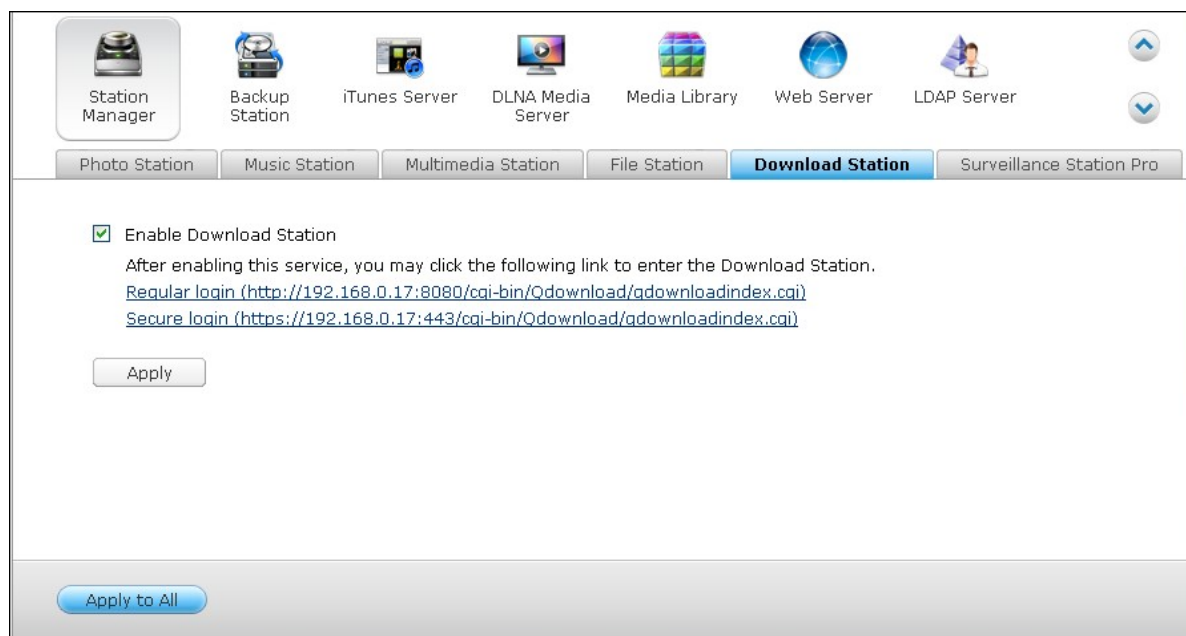 Station
Manager
Backup
Station
iTunes Server
DLNA Media
Server
Media Library
Web Server
LDAP Server
Photo Station
Music Station
Multimedia Station
File Station
Download Station
Surveillance Station Pro
Enable Download Station
After enabling this service, you may click the following link to enter the Download Station.
Regular login (http://192.168.0.17:8080/cgi-bin/Qdownload/qdownloadindex.cgi)
Secure login (https://192.168.0.17:443/cgi-bin/Qdownload/qdownloadindex.cgi)
Apply
Apply to All